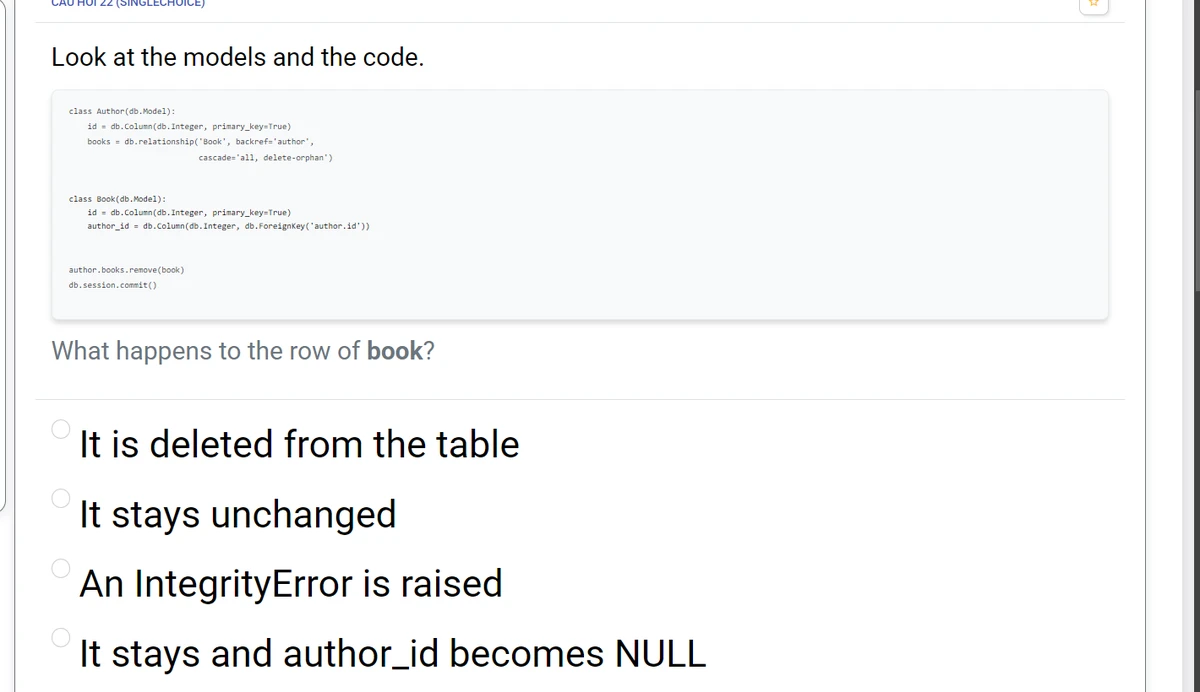 CÂU HỎI 22 (SINGLECHOICE)
Look at the models and the code.
class Author(db.Model):
    id = db.Column(db.Integer, primary_key=True)
    books = db.relationship('Book', backref='author',
                            cascade='all, delete-orphan')
class Book(db.Model):
    id = db.Column(db.Integer, primary_key=True)
    author_id = db.Column(db.Integer, db.ForeignKey('author.id'))
author.books.remove(book)
db.session.commit()
What happens to the row of book?
It is deleted from the table
It stays unchanged
An IntegrityError is raised
It stays and author_id becomes NULL